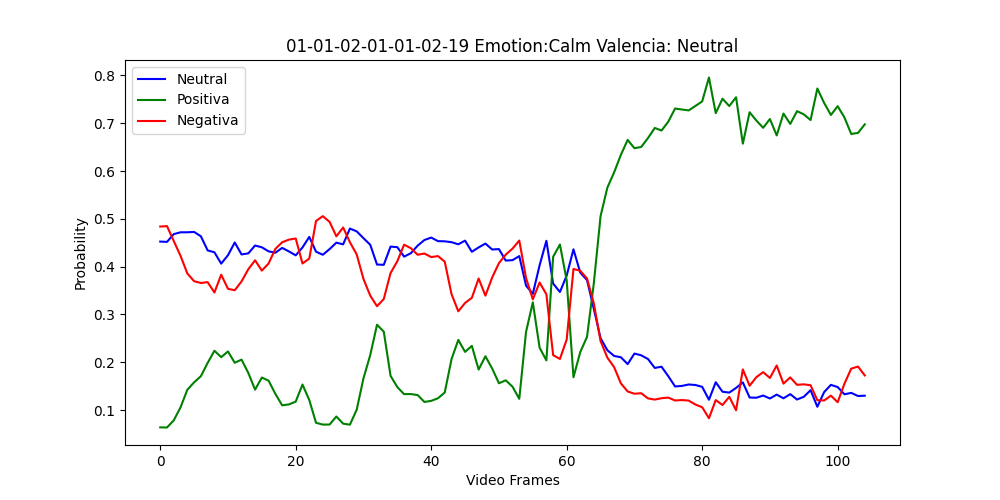 01-01-02-01-01-02-19 Emotion:Calm Valencia: Neutral
Neutral
Positiva
Negativa
0.8
0.7
0.6
0.5
0.4
0.3
0.2
0.1
Probability
0 20 40 60 80 100
Video Frames